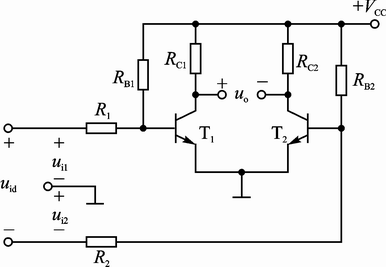 +V_CC
R_C1
R_C2
R_B1
R_B2
+ u_o −
R_1
T_1
T_2
+ +
u_i1
−
u_id
+
u_i2
− −
R_2